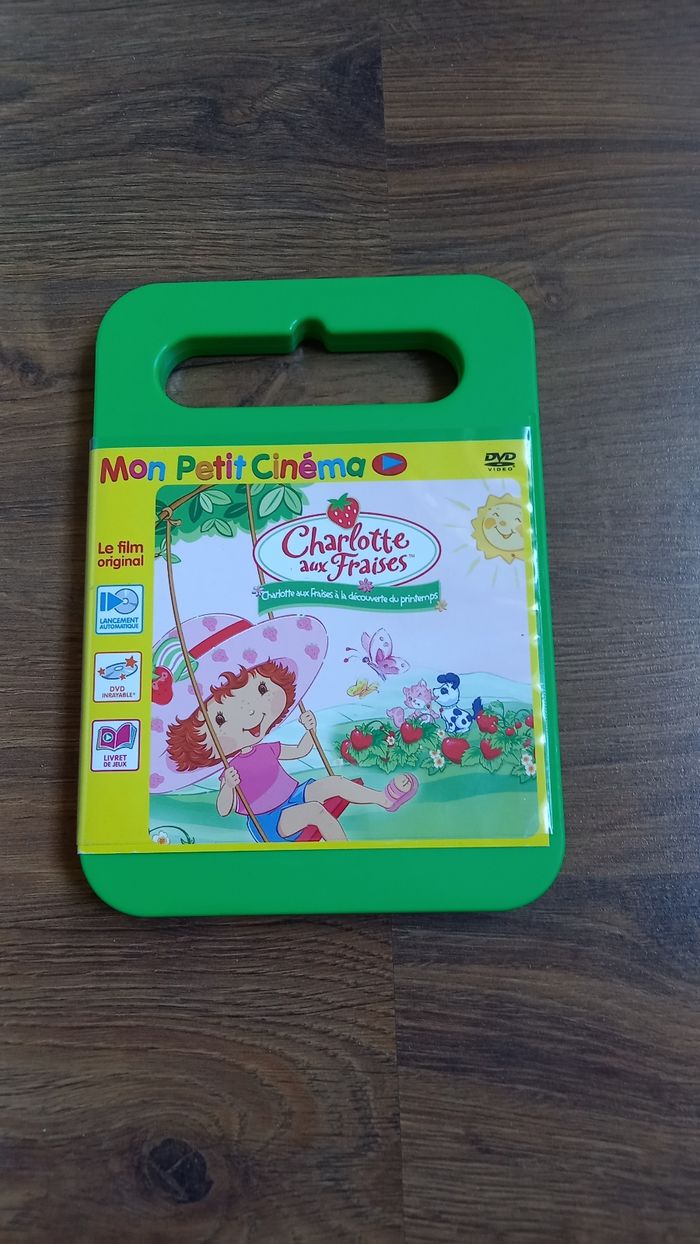 Mon Petit Cinéma
DVD
VIDEO
Le film
original
Charlotte
aux Fraises™
Charlotte aux Fraises à la découverte du printemps
LANCEMENT
AUTOMATIQUE
DVD
INRAYABLE*
LIVRET
DE JEUX